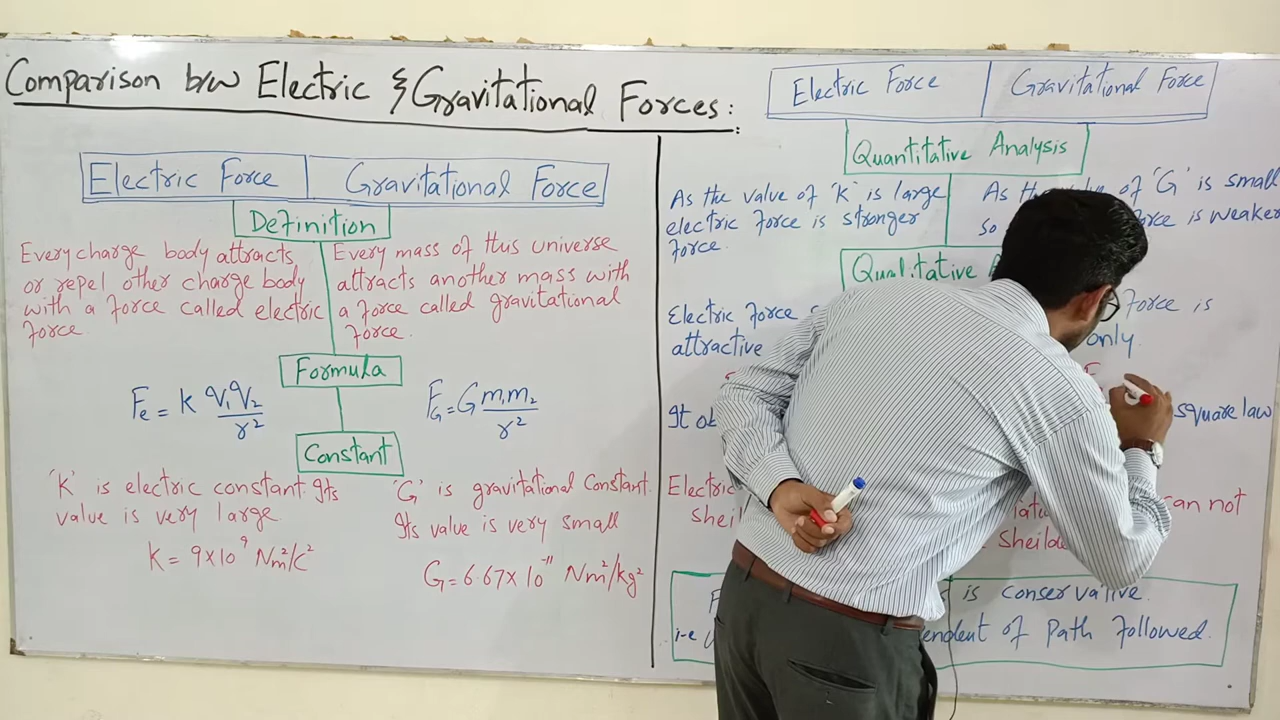 Comparison b/w Electric & Gravitational Forces:
Electric Force Gravitational Force
Definition
Every charge body attracts
or repel other charge body
with a force called electric
force.
Every mass of this universe
attracts another mass with
a force called gravitational
force.
Formula
Fe = K q1q2/r²
FG = G m1m2/r²
Constant
'K' is electric constant. Its
value is very large.
K = 9×10⁹ Nm²/C²
'G' is gravitational Constant.
Its value is very small
G = 6.67×10⁻¹¹ Nm²/kg²
Electric Force Gravitational Force
Quantitative Analysis
As the value of 'K' is large
electric force is stronger
force.
As the of 'G' is small
so is weaker
Qualitative
Electric force
attractive
force is
only.
It
square law
Electric
can not
is conservative.
i-e of path followed.